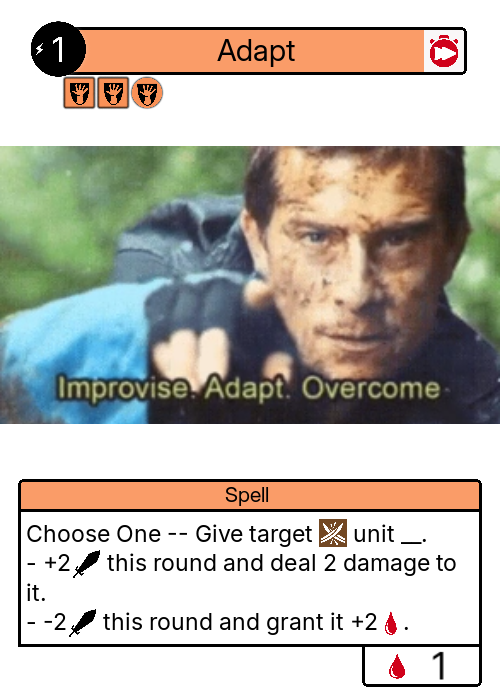 1 Adapt
Improvise. Adapt. Overcome
Spell
Choose One -- Give target unit __.
- +2 this round and deal 2 damage to
it.
- -2 this round and grant it +2 .
1